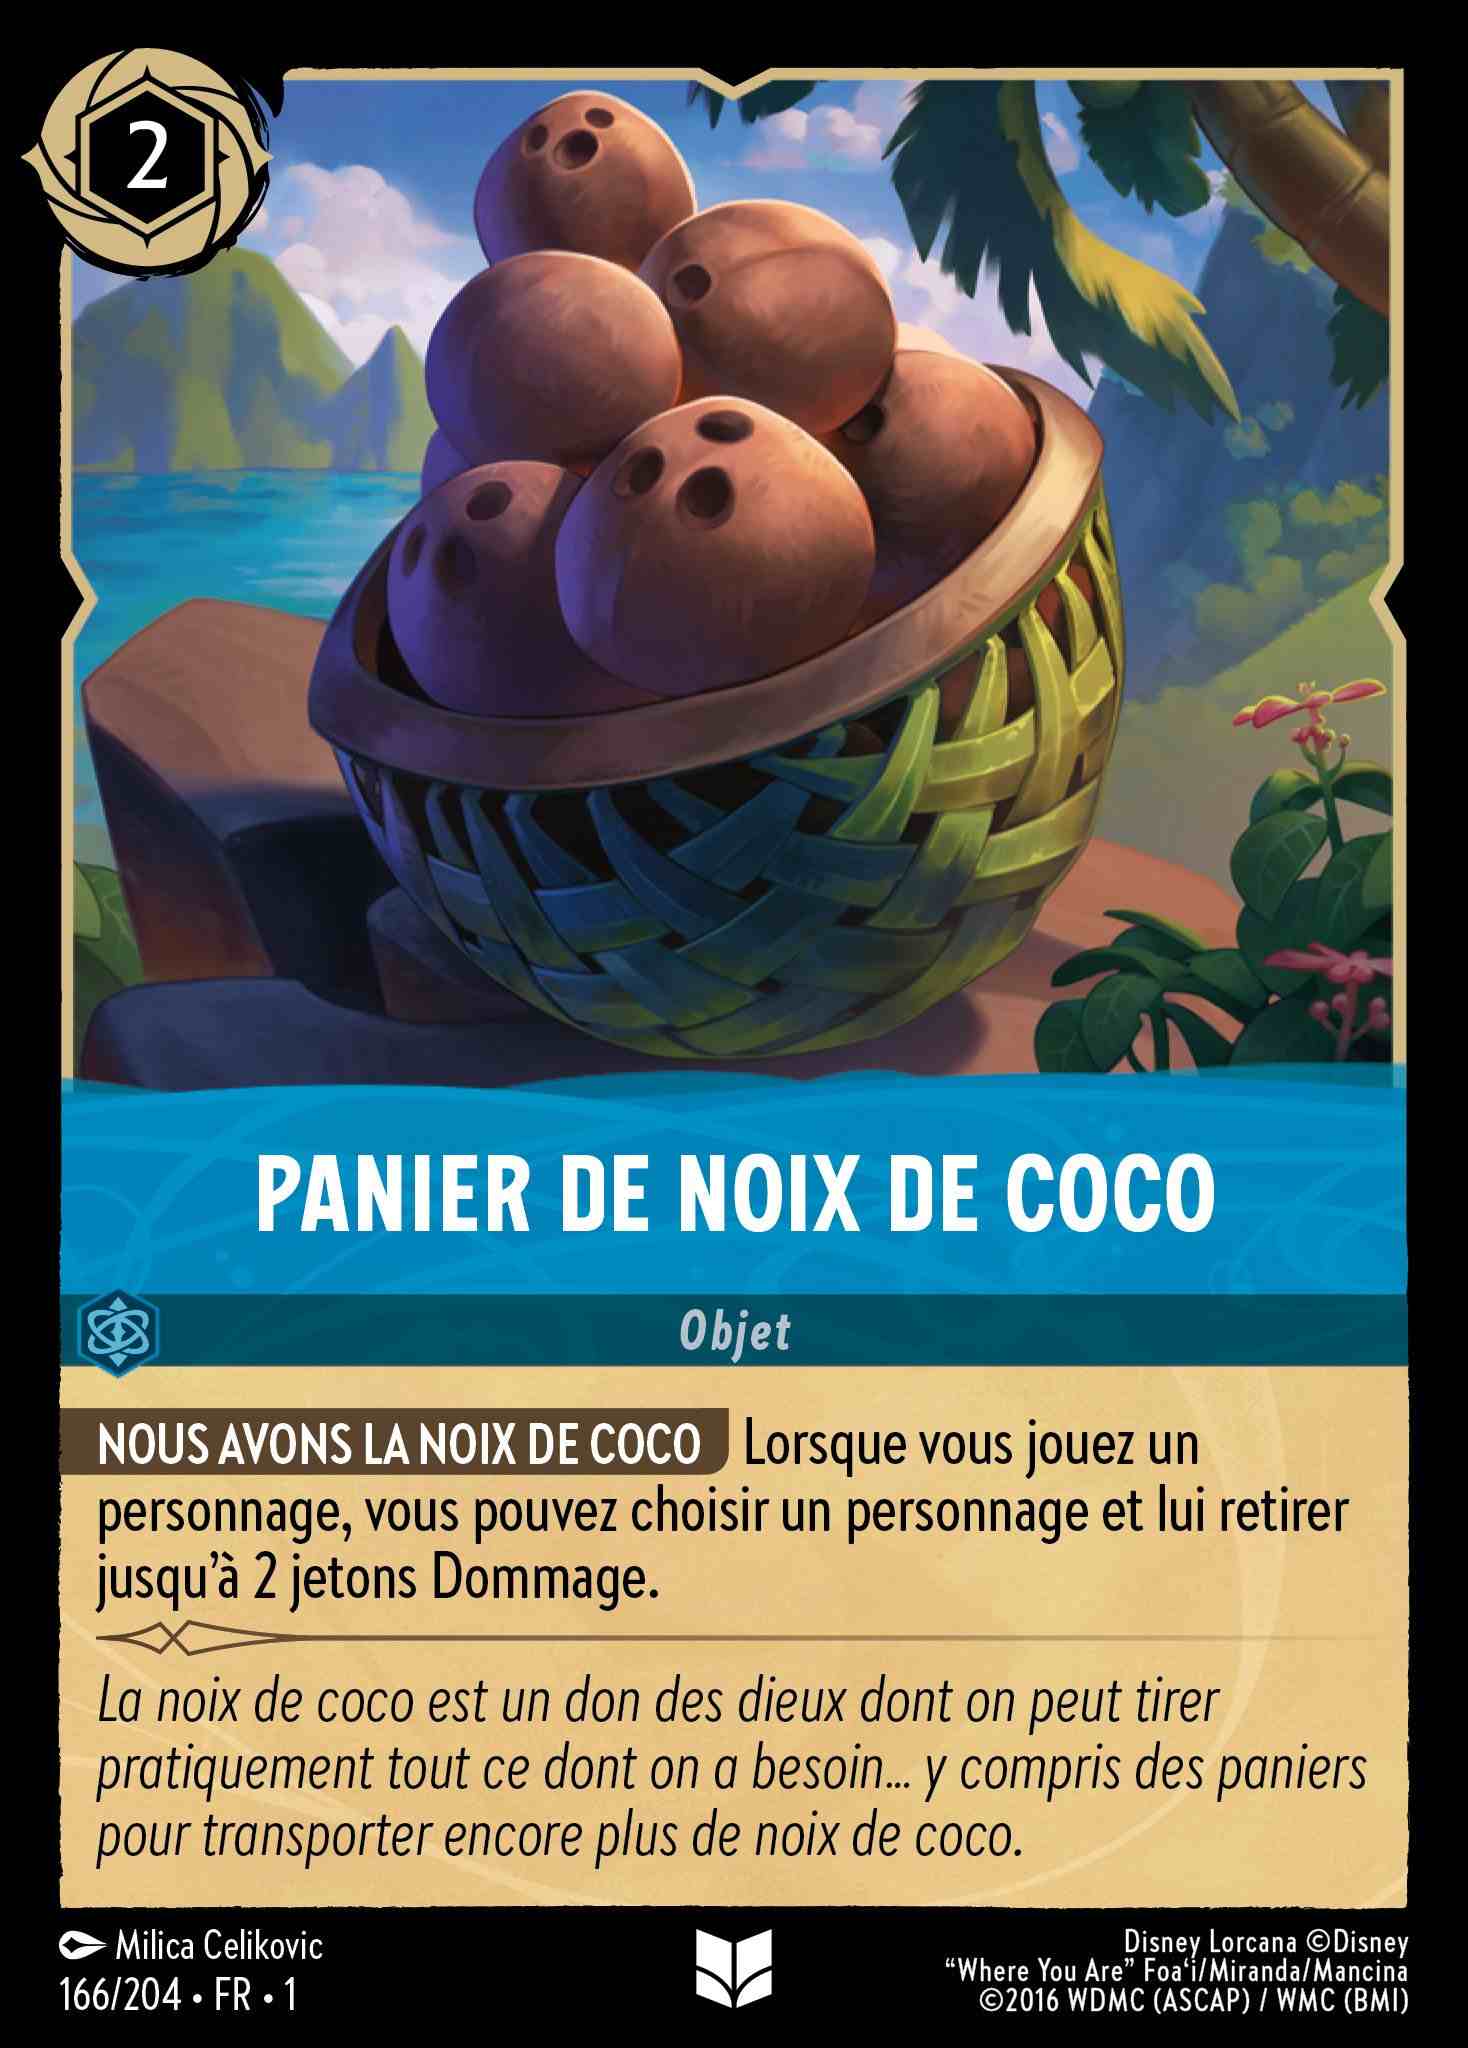 2
PANIER DE NOIX DE COCO
Objet
NOUS AVONS LA NOIX DE COCO Lorsque vous jouez un
personnage, vous pouvez choisir un personnage et lui retirer
jusqu’à 2 jetons Dommage.
La noix de coco est un don des dieux dont on peut tirer
pratiquement tout ce dont on a besoin... y compris des paniers
pour transporter encore plus de noix de coco.
Milica Celikovic
166/204 • FR • 1
Disney Lorcana ©Disney
“Where You Are” Foa‘i/Miranda/Mancina
©2016 WDMC (ASCAP) / WMC (BMI)